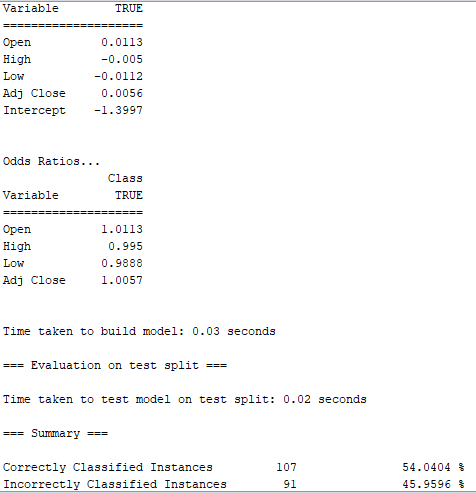 Variable TRUE
=====================
Open 0.0113
High -0.005
Low -0.0112
Adj Close 0.0056
Intercept -1.3997
Odds Ratios...
Class
Variable TRUE
=====================
Open 1.0113
High 0.995
Low 0.9888
Adj Close 1.0057
Time taken to build model: 0.03 seconds
=== Evaluation on test split ===
Time taken to test model on test split: 0.02 seconds
=== Summary ===
Correctly Classified Instances 107 54.0404 %
Incorrectly Classified Instances 91 45.9596 %